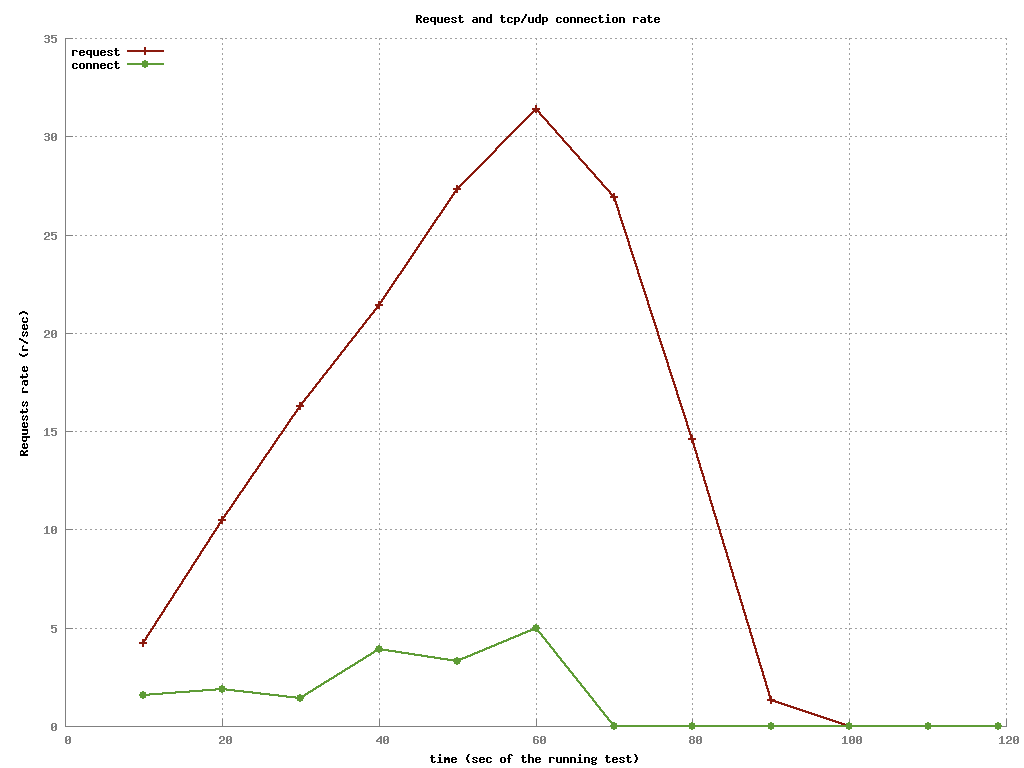 Request and tcp/udp connection rate
35
request
connect
30
25
20
15
10
5
0
Requests rate (r/sec)
0 20 40 60 80 100 120
time (sec of the running test)